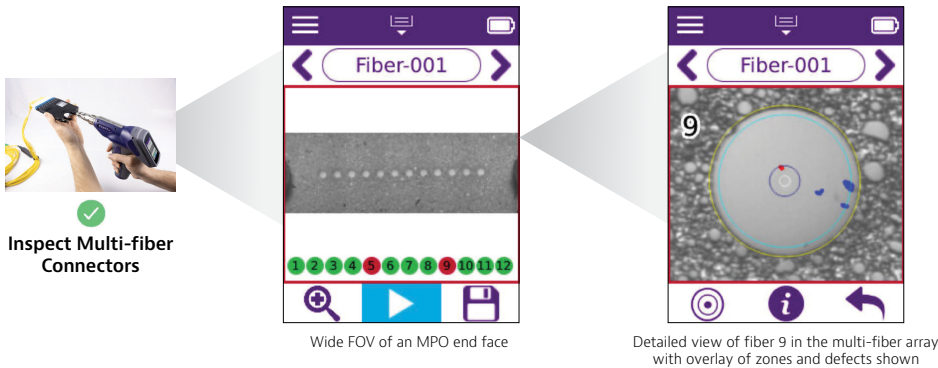 Inspect Multi-fiber
Connectors
Fiber-001
1 2 3 4 5 6 7 8 9 10 11 12
i
Wide FOV of an MPO end face
Fiber-001
9
i
Detailed view of fiber 9 in the multi-fiber array
with overlay of zones and defects shown